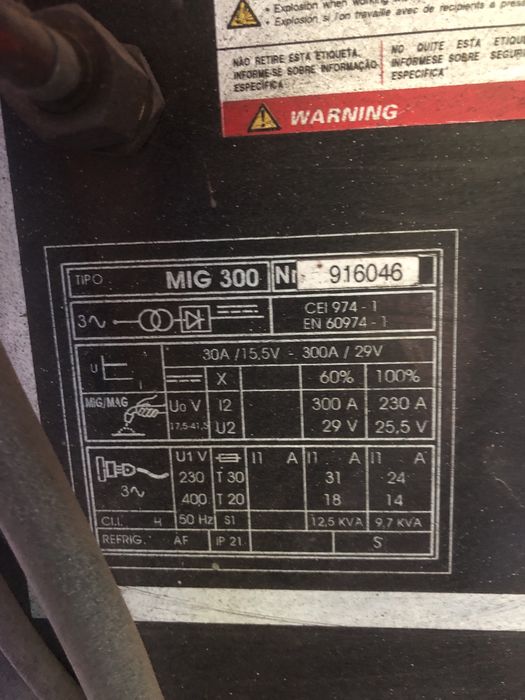 • Explosion when working
• Explosion si l'on travaille avec de recipients a
NÃO RETIRE ESTA ETIQUETA.
INFORME-SE SOBRE INFORMAÇÃO
ESPECÍFICA
NO QUITE ESTA
INFORMESE SOBRE
ESPECÍFICA
WARNING
TIPO MIG 300 Nr 916046
3∿ CEI 974 - 1
EN 60974 - 1
U 30A /15,5V - 300A / 29V
I X 60% 100%
MIG/MAG U0 V I2 300 A 230 A
17,5-41,5 U2 29 V 25,5 V
U1 V I1 A I1 A I1 A
230 T 30 31 24
3∿ 400 T 20 18 14
CI.I. H 50 Hz S1 12,5 KVA 9,7 KVA
REFRIG. AF IP 21 S